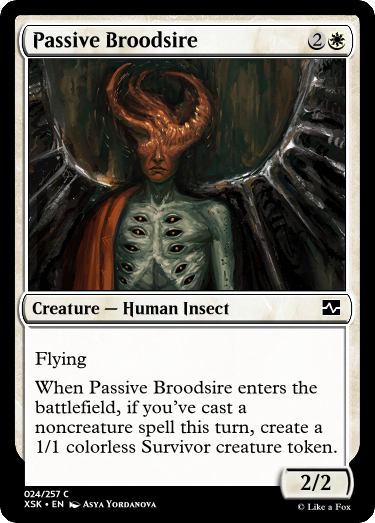 Passive Broodsire 2
Creature — Human Insect
Flying
When Passive Broodsire enters the
battlefield, if you've cast a
noncreature spell this turn, create a
1/1 colorless Survivor creature token.
2/2
024/257 C
XSK • EN Asya Yordanova
© Like a Fox